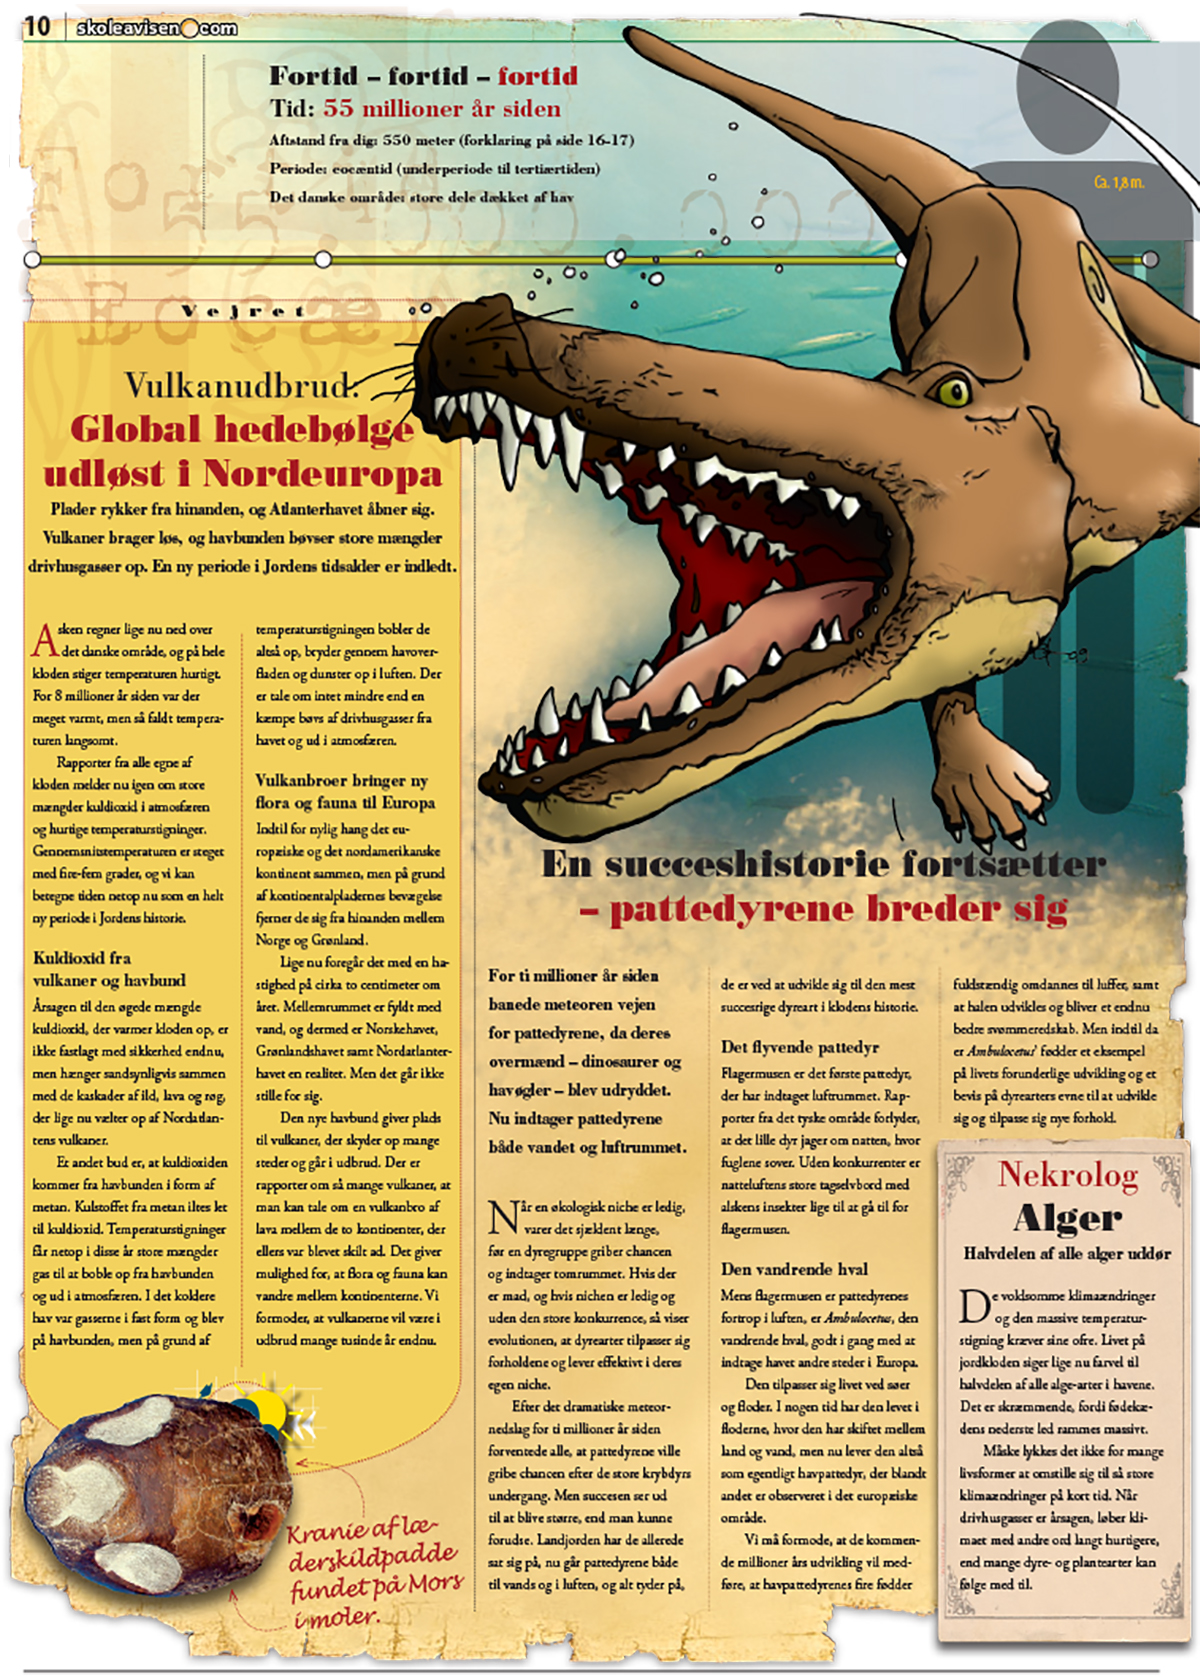 10
skoleavisen.com
Fortid – fortid – fortid
Tid: 55 millioner år siden
Aftstand fra dig: 550 meter (forklaring på side 16-17)
Periode: eocæntid (underperiode til tertiærtiden)
Det danske område: store dele dækket af hav
Ca. 1,8 m.
Vejret
Vulkanudbrud:
Global hedebølge
udløst i Nordeuropa
Plader rykker fra hinanden, og Atlanterhavet åbner sig.
Vulkaner brager løs, og havbunden bøvser store mængder
drivhusgasser op. En ny periode i Jordens tidsalder er indledt.
Asken regner lige nu ned over
det danske område, og på hele
kloden stiger temperaturen hurtigt.
For 8 millioner år siden var der
meget varmt, men så faldt tempera-
turen langsomt.
Rapporter fra alle egne af
kloden melder nu igen om store
mængder kuldioxid i atmosfæren
og hurtige temperaturstigninger.
Gennemsnitstemperaturen er steget
med fire-fem grader, og vi kan
betegne tiden netop nu som en helt
ny periode i Jordens historie.
Kuldioxid fra
vulkaner og havbund
Årsagen til den øgede mængde
kuldioxid, der varmer kloden op, er
ikke fastlagt med sikkerhed endnu,
men hænger sandsynligvis sammen
med de kaskader af ild, lava og røg,
der lige nu vælter op af Nordatlan-
tens vulkaner.
Et andet bud er, at kuldioxiden
kommer fra havbunden i form af
metan. Kulstoffet fra metan iltes let
til kuldioxid. Temperaturstigninger
får netop i disse år store mængder
gas til at boble op fra havbunden
og ud i atmosfæren. I det koldere
hav var gasserne i fast form og blev
på havbunden, men på grund af
temperaturstigningen bobler de
altså op, bryder gennem havover-
fladen og dunster op i luften. Der
er tale om intet mindre end en
kæmpe bøvs af drivhusgasser fra
havet og ud i atmosfæren.
Vulkanbroer bringer ny
flora og fauna til Europa
Indtil for nylig hang det eu-
ropæiske og det nordamerikanske
kontinent sammen, men på grund
af kontinentalpladernes bevægelse
fjerner de sig fra hinanden mellem
Norge og Grønland.
Lige nu foregår det med en ha-
stighed på cirka to centimeter om
året. Mellemrummet er fyldt med
vand, og dermed er Norskehavet,
Grønlandshavet samt Nordatlanter-
havet en realitet. Men det går ikke
stille for sig.
Den nye havbund giver plads
til vulkaner, der skyder op mange
steder og går i udbrud. Der er
rapporter om så mange vulkaner, at
man kan tale om en vulkanbro af
lava mellem de to kontinenter, der
ellers var blevet skilt ad. Det giver
mulighed for, at flora og fauna kan
vandre mellem kontinenterne. Vi
formoder, at vulkanerne vil være i
udbrud mange tusinde år endnu.
Kranie af læ-
derskildpadde
fundet på Mors
i moler.
En succeshistorie fortsætter
– pattedyrene breder sig
For ti millioner år siden
banede meteoren vejen
for pattedyrene, da deres
overmænd – dinosaurer og
havøgler – blev udryddet.
Nu indtager pattedyrene
både vandet og luftrummet.
Når en økologisk niche er ledig,
varer det sjældent længe,
før en dyregruppe griber chancen
og indtager tomrummet. Hvis der
er mad, og hvis nichen er ledig og
uden den store konkurrence, så viser
evolutionen, at dyrearter tilpasser sig
forholdene og lever effektivt i deres
egen niche.
Efter det dramatiske meteor-
nedslag for ti millioner år siden
forventede alle, at pattedyrene ville
gribe chancen efter de store krybdyrs
undergang. Men succesen ser ud
til at blive større, end man kunne
forudse. Landjorden har de allerede
sat sig på, nu går pattedyrene både
til vands og i luften, og alt tyder på,
de er ved at udvikle sig til den mest
succesrige dyreart i klodens historie.
Det flyvende pattedyr
Flagermusen er det første pattedyr,
der har indtaget luftrummet. Rap-
porter fra det tyske område forlyder,
at det lille dyr jager om natten, hvor
fuglene sover. Uden konkurrenter er
natteluftens store tagselvbord med
alskens insekter lige til at gå til for
flagermusen.
Den vandrende hval
Mens flagermusen er pattedyrenes
fortrop i luften, er Ambulocetus, den
vandrende hval, godt i gang med at
indtage havet andre steder i Europa.
Den tilpasser sig livet ved søer
og floder. I nogen tid har den levet i
floderne, hvor den har skiftet mellem
land og vand, men nu lever den altså
som egentligt havpattedyr, der blandt
andet er observeret i det europæiske
område.
Vi må formode, at de kommen-
de millioner års udvikling vil med-
føre, at havpattedyrenes fire fødder
fuldstændig omdannes til luffer, samt
at halen udvikles og bliver et endnu
bedre svømmeredskab. Men indtil da
er Ambulocetus' fødder et eksempel
på livets forunderlige udvikling og et
bevis på dyrearters evne til at udvikle
sig og tilpasse sig nye forhold.
Nekrolog
Alger
Halvdelen af alle alger uddør
De voldsomme klimaændringer
og den massive temperatur-
stigning kræver sine ofre. Livet på
jordkloden siger lige nu farvel til
halvdelen af alle alge-arter i havene.
Det er skræmmende, fordi fødekæ-
dens nederste led rammes massivt.
Måske lykkes det ikke for mange
livsformer at omstille sig til så store
klimaændringer på kort tid. Når
drivhusgasser er årsagen, løber kli-
maet med andre ord langt hurtigere,
end mange dyre- og plantearter kan
følge med til.